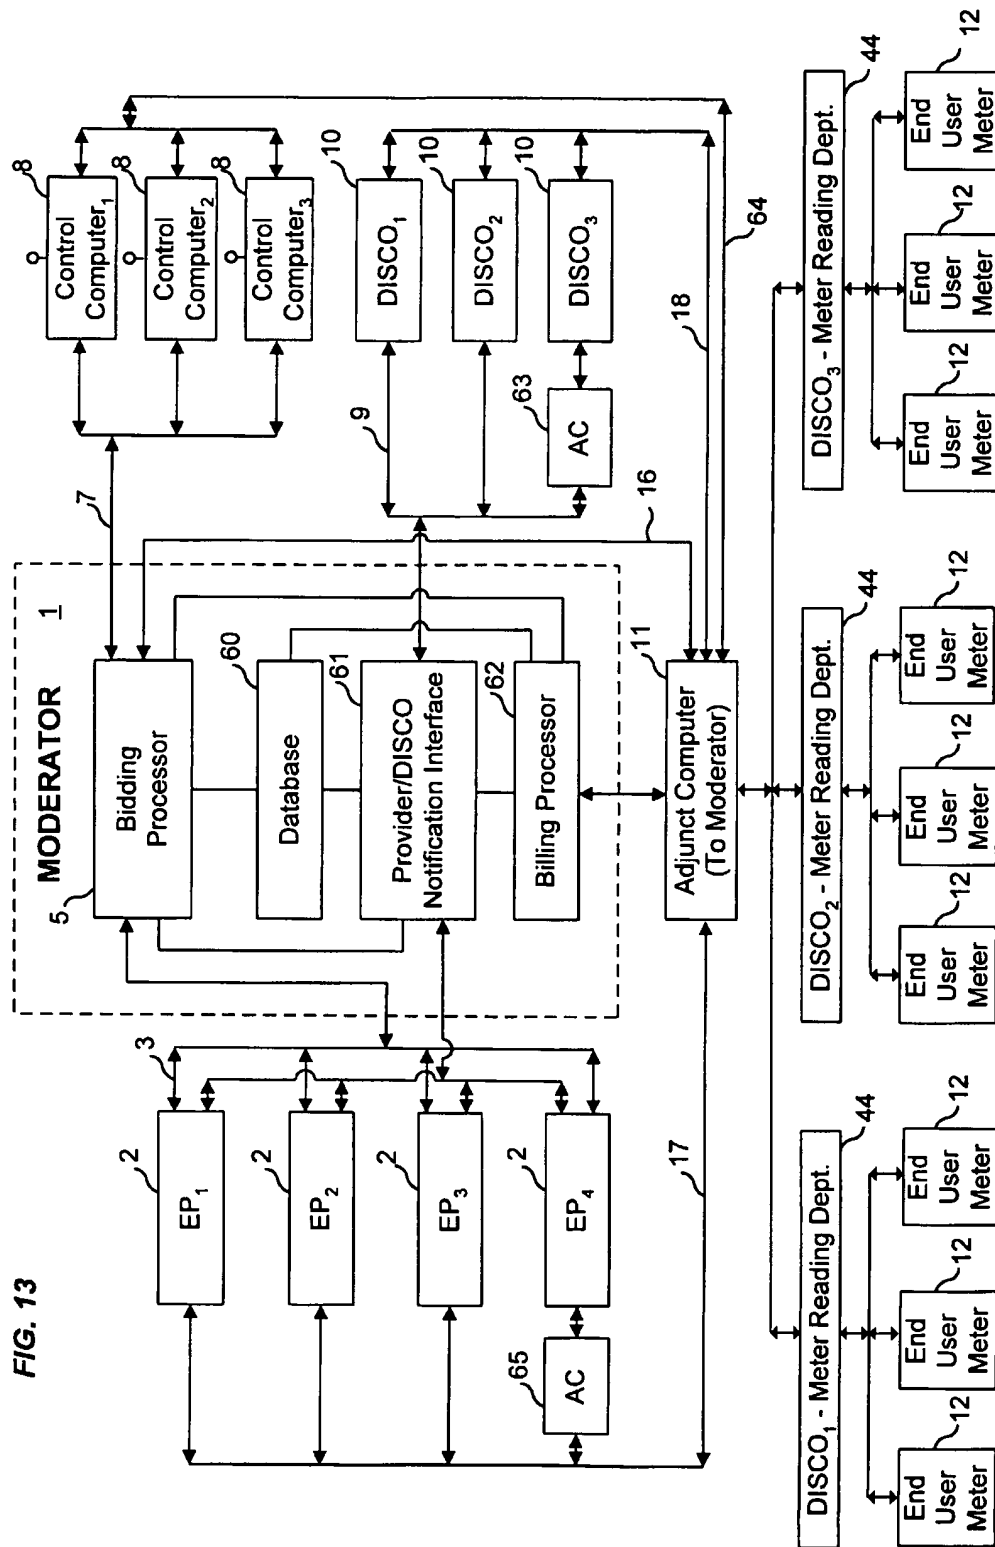 FIG. 13
MODERATOR
1
5
Bidding
Processor
60
Database
61
Provider/DISCO
Notification Interface
62
Billing Processor
3
2
EP1
2
EP2
2
EP3
2
EP4
65
AC
17
7
8
Control
Computer1
8
Control
Computer2
8
Control
Computer3
9
10
DISCO1
10
DISCO2
10
DISCO3
63
AC
16
18
64
11
Adjunct Computer
(To Moderator)
44
DISCO1 - Meter Reading Dept.
12
End
User
Meter
12
End
User
Meter
12
End
User
Meter
44
DISCO2 - Meter Reading Dept.
12
End
User
Meter
12
End
User
Meter
12
End
User
Meter
44
DISCO3 - Meter Reading Dept.
12
End
User
Meter
12
End
User
Meter
12
End
User
Meter